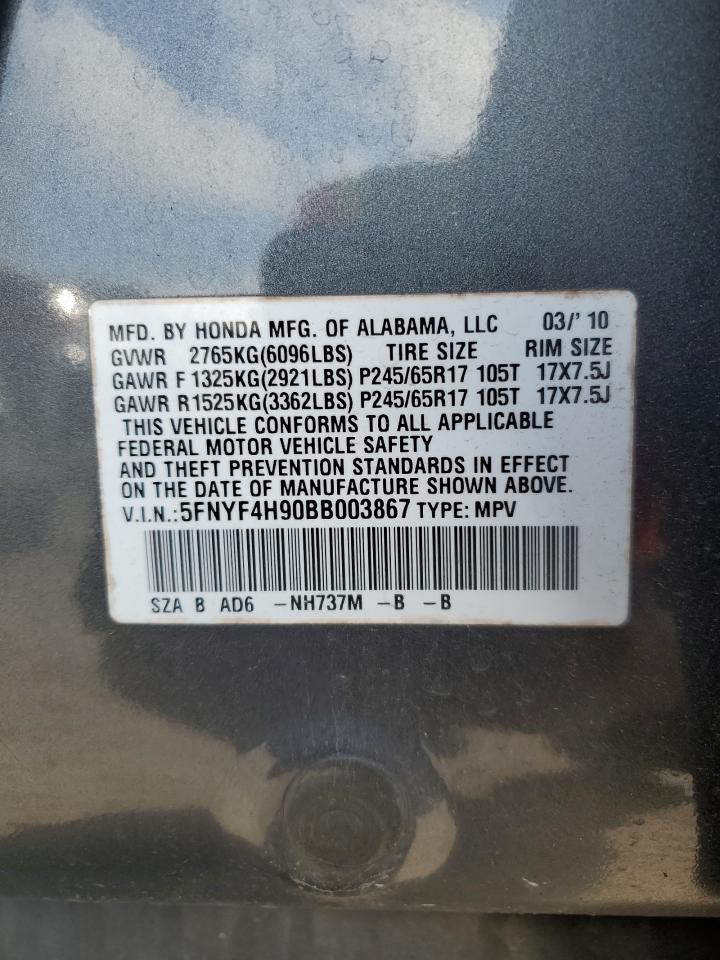 MFD. BY HONDA MFG. OF ALABAMA, LLC 03/'10
GVWR 2765KG(6096LBS) TIRE SIZE RIM SIZE
GAWR F1325KG(2921LBS) P245/65R17 105T 17X7.5J
GAWR R1525KG(3362LBS) P245/65R17 105T 17X7.5J
THIS VEHICLE CONFORMS TO ALL APPLICABLE
FEDERAL MOTOR VEHICLE SAFETY
AND THEFT PREVENTION STANDARDS IN EFFECT
ON THE DATE OF MANUFACTURE SHOWN ABOVE.
V.I.N.:5FNYF4H90BB003867 TYPE: MPV
SZA B AD6 -NH737M -B -B